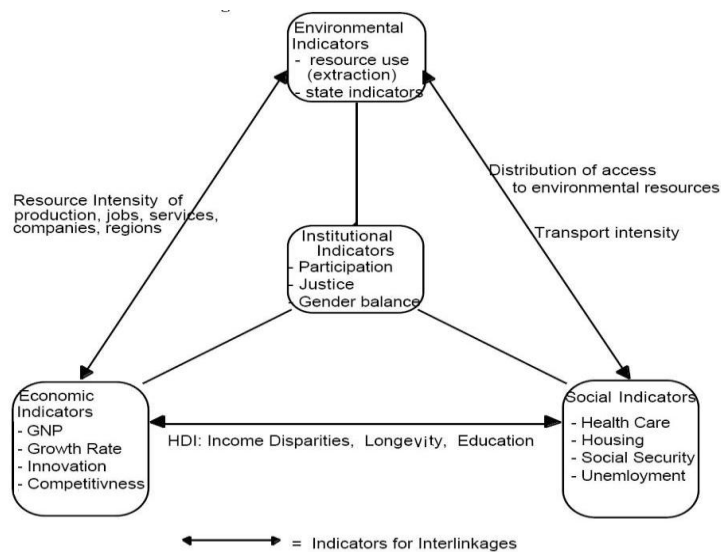 Environmental
Indicators
- resource use
(extraction)
- state indicators
Distribution of access
to environmental resources
Resource Intensity of
production, jobs, services,
companies, regions
Transport intensity
Institutional
Indicators
- Participation
- Justice
- Gender balance
Economic
Indicators
- GNP
- Growth Rate
- Innovation
- Competitivness
Social Indicators
- Health Care
- Housing
- Social Security
- Unemloyment
HDI: Income Disparities, Longevity, Education
= Indicators for Interlinkages